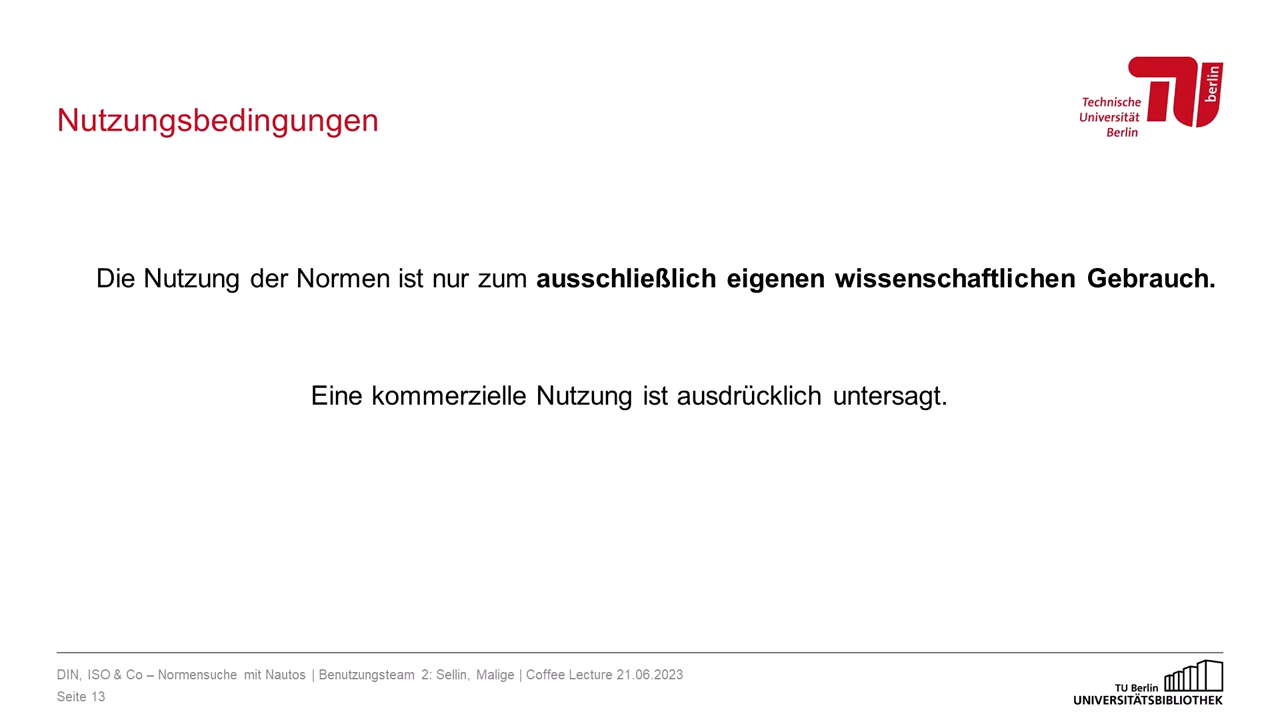 Nutzungsbedingungen
Technische
Universität
Berlin
berlin
Die Nutzung der Normen ist nur zum ausschließlich eigenen wissenschaftlichen Gebrauch.
Eine kommerzielle Nutzung ist ausdrücklich untersagt.
DIN, ISO & Co – Normensuche mit Nautos | Benutzungsteam 2: Sellin, Malige | Coffee Lecture 21.06.2023
Seite 13
TU Berlin
UNIVERSITÄTSBIBLIOTHEK